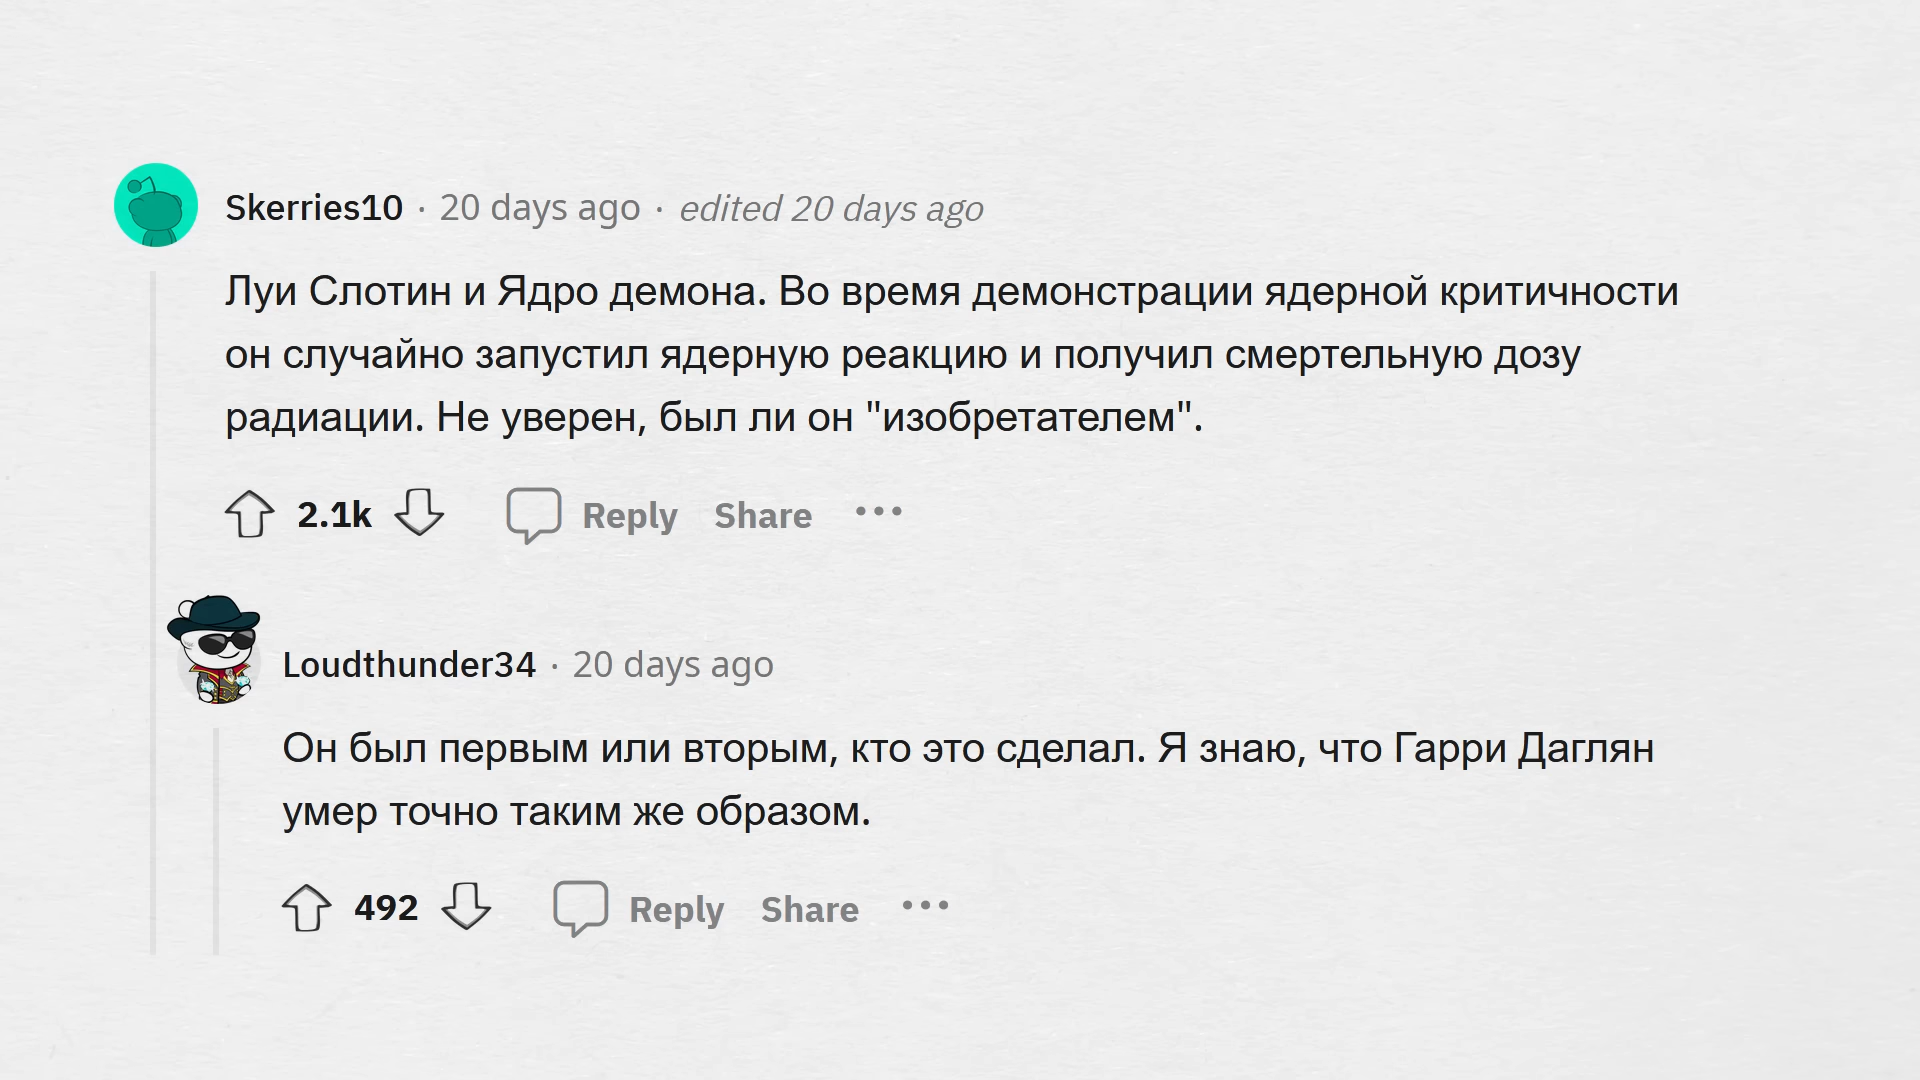 Skerries10 · 20 days ago · edited 20 days ago
Луи Слотин и Ядро демона. Во время демонстрации ядерной критичности
он случайно запустил ядерную реакцию и получил смертельную дозу
радиации. Не уверен, был ли он "изобретателем".
2.1k Reply Share ···
Loudthunder34 · 20 days ago
Он был первым или вторым, кто это сделал. Я знаю, что Гарри Даглян
умер точно таким же образом.
492 Reply Share ···